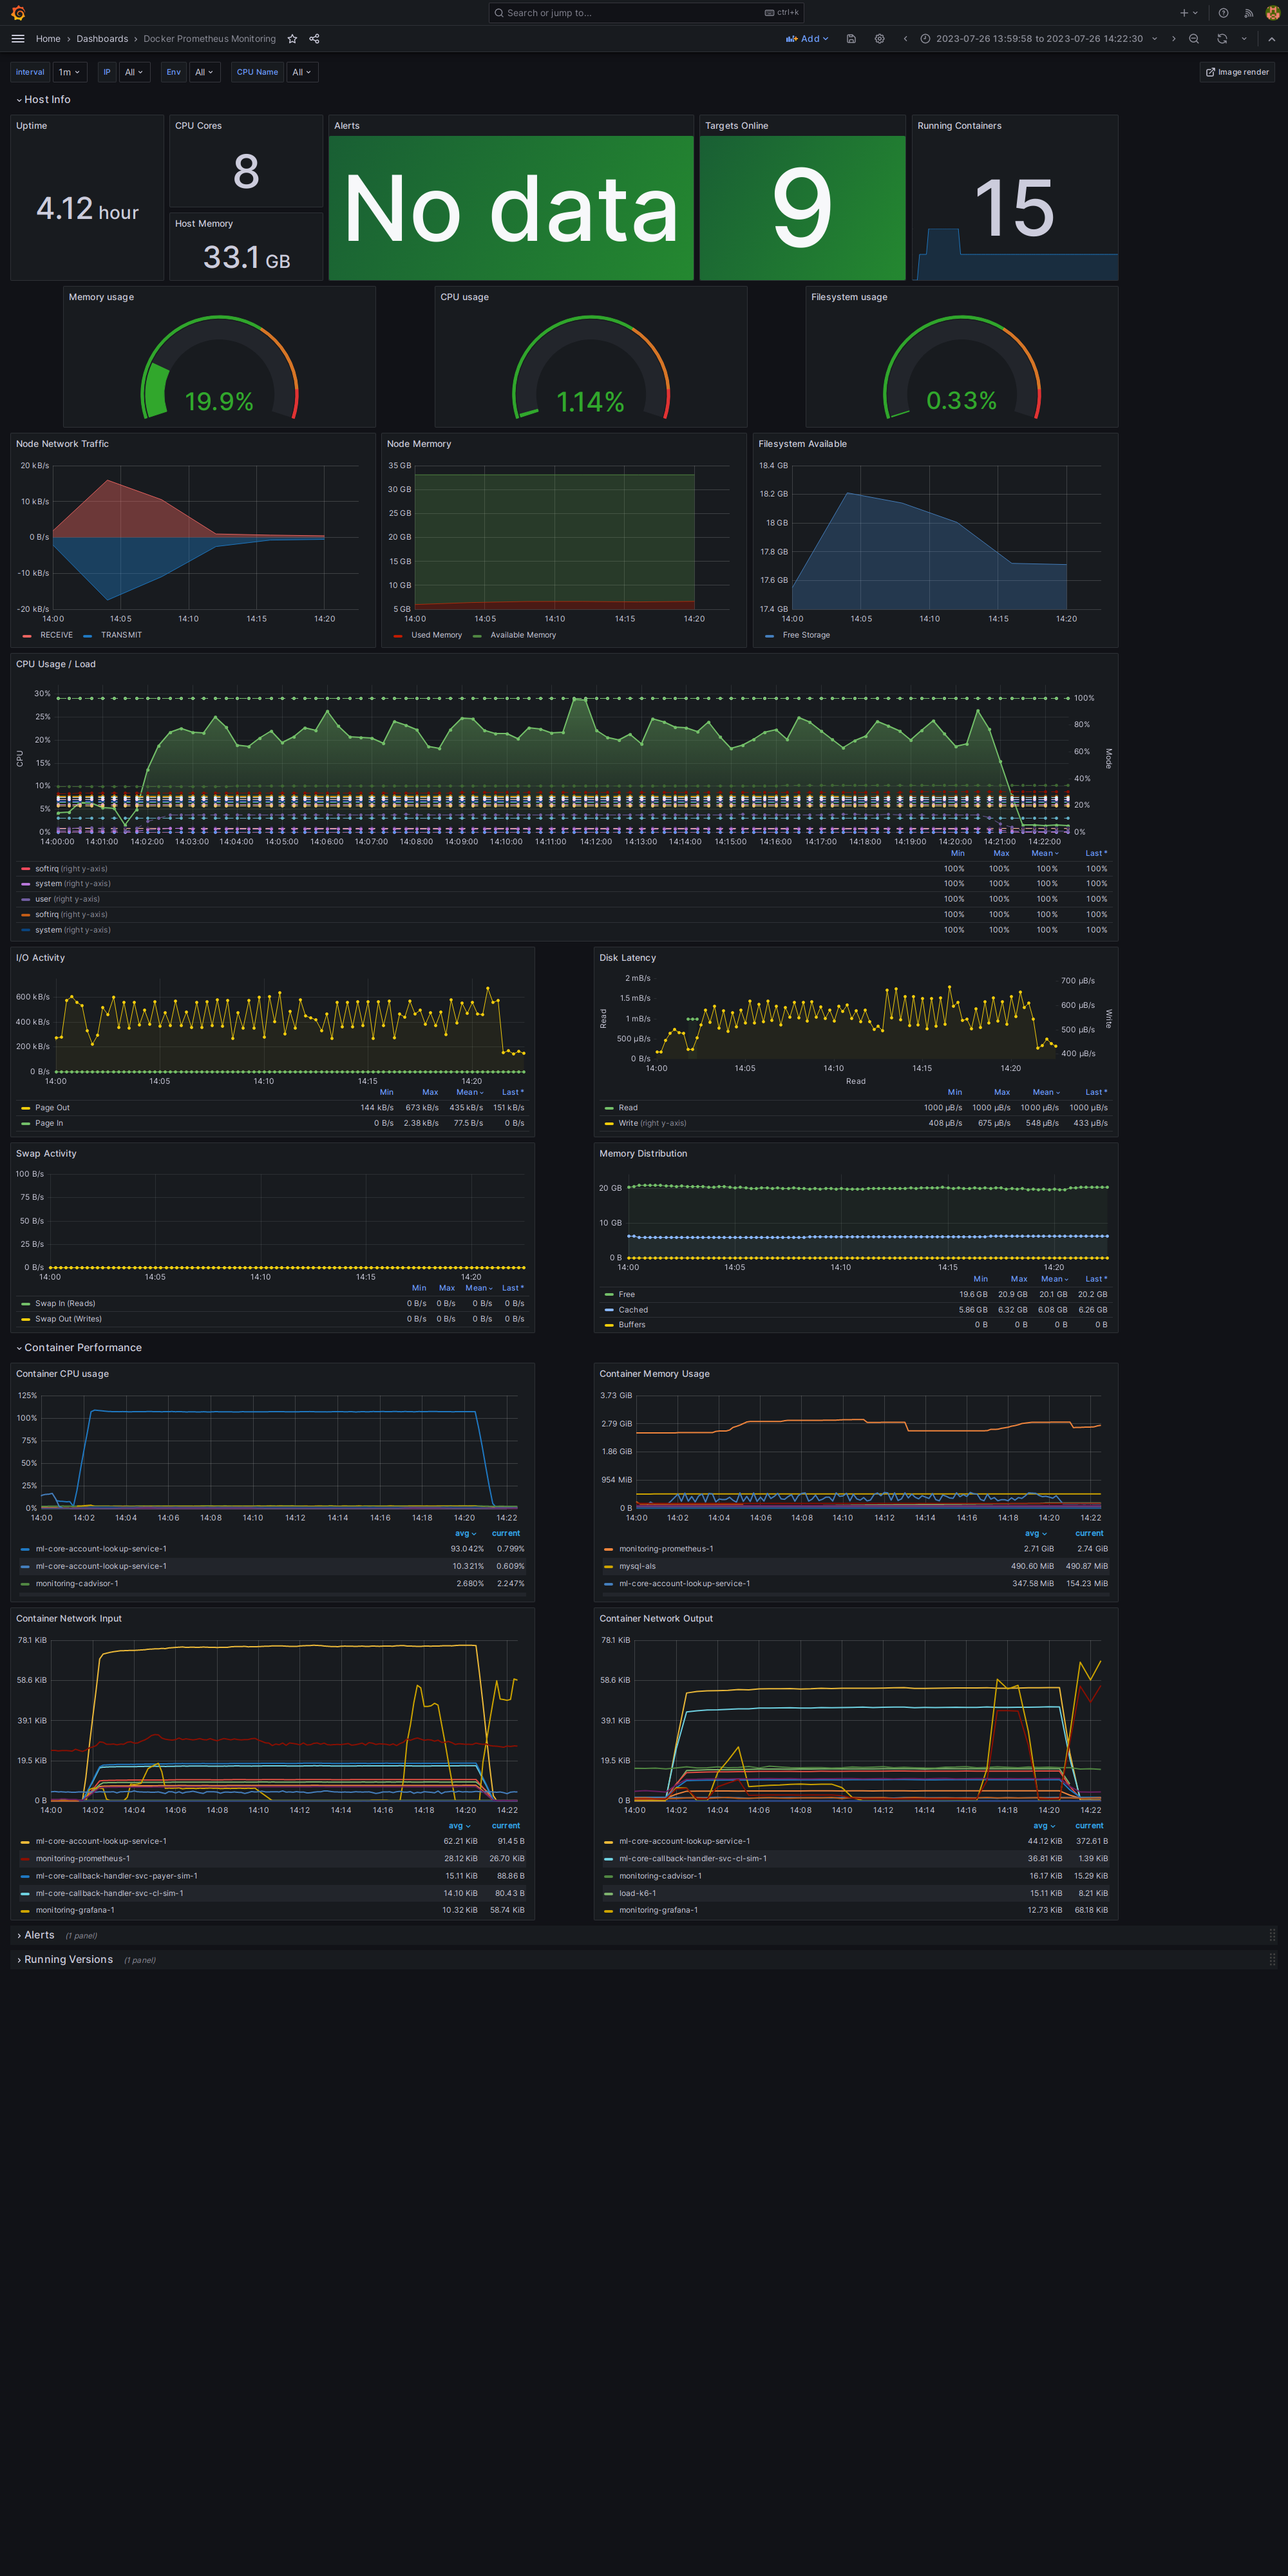 Search or jump to...
ctrl+k
Home › Dashboards › Docker Prometheus Monitoring
Add
2023-07-26 13:59:58 to 2023-07-26 14:22:30
interval 1m IP All Env All CPU Name All
Image render
Host Info
Uptime
4.12 hour
CPU Cores
8
Host Memory
33.1 GB
Alerts
No data
Targets Online
9
Running Containers
15
Memory usage
19.9%
CPU usage
1.14%
Filesystem usage
0.33%
Node Network Traffic
20 kB/s
10 kB/s
0 B/s
-10 kB/s
-20 kB/s
14:00 14:05 14:10 14:15 14:20
RECEIVE TRANSMIT
Node Mermory
35 GB
30 GB
25 GB
20 GB
15 GB
10 GB
5 GB
14:00 14:05 14:10 14:15 14:20
Used Memory Available Memory
Filesystem Available
18.4 GB
18.2 GB
18 GB
17.8 GB
17.6 GB
17.4 GB
14:00 14:05 14:10 14:15 14:20
Free Storage
CPU Usage / Load
CPU
30%
25%
20%
15%
10%
5%
0%
100%
80%
60%
40%
20%
0%
Mode
14:00:00 14:01:00 14:02:00 14:03:00 14:04:00 14:05:00 14:06:00 14:07:00 14:08:00 14:09:00 14:10:00 14:11:00 14:12:00 14:13:00 14:14:00 14:15:00 14:16:00 14:17:00 14:18:00 14:19:00 14:20:00 14:21:00 14:22:00
Min Max Mean Last *
softirq (right y-axis) 100% 100% 100% 100%
system (right y-axis) 100% 100% 100% 100%
user (right y-axis) 100% 100% 100% 100%
softirq (right y-axis) 100% 100% 100% 100%
system (right y-axis) 100% 100% 100% 100%
I/O Activity
600 kB/s
400 kB/s
200 kB/s
0 B/s
14:00 14:05 14:10 14:15 14:20
Min Max Mean Last *
Page Out 144 kB/s 673 kB/s 435 kB/s 151 kB/s
Page In 0 B/s 2.38 kB/s 77.5 B/s 0 B/s
Disk Latency
Read
2 mB/s
1.5 mB/s
1 mB/s
500 µB/s
0 B/s
700 µB/s
600 µB/s
500 µB/s
400 µB/s
Write
14:00 14:05 14:10 14:15 14:20
Read
Min Max Mean Last *
Read 1000 µB/s 1000 µB/s 1000 µB/s 1000 µB/s
Write (right y-axis) 408 µB/s 675 µB/s 548 µB/s 433 µB/s
Swap Activity
100 B/s
75 B/s
50 B/s
25 B/s
0 B/s
14:00 14:05 14:10 14:15 14:20
Min Max Mean Last *
Swap In (Reads) 0 B/s 0 B/s 0 B/s 0 B/s
Swap Out (Writes) 0 B/s 0 B/s 0 B/s 0 B/s
Memory Distribution
20 GB
10 GB
0 B
14:00 14:05 14:10 14:15 14:20
Min Max Mean Last *
Free 19.6 GB 20.9 GB 20.1 GB 20.2 GB
Cached 5.86 GB 6.32 GB 6.08 GB 6.26 GB
Buffers 0 B 0 B 0 B 0 B
Container Performance
Container CPU usage
125%
100%
75%
50%
25%
0%
14:00 14:02 14:04 14:06 14:08 14:10 14:12 14:14 14:16 14:18 14:20 14:22
avg current
ml-core-account-lookup-service-1 93.042% 0.799%
ml-core-account-lookup-service-1 10.321% 0.609%
monitoring-cadvisor-1 2.680% 2.247%
Container Memory Usage
3.73 GiB
2.79 GiB
1.86 GiB
954 MiB
0 B
14:00 14:02 14:04 14:06 14:08 14:10 14:12 14:14 14:16 14:18 14:20 14:22
avg current
monitoring-prometheus-1 2.71 GiB 2.74 GiB
mysql-als 490.60 MiB 490.87 MiB
ml-core-account-lookup-service-1 347.58 MiB 154.23 MiB
Container Network Input
78.1 KiB
58.6 KiB
39.1 KiB
19.5 KiB
0 B
14:00 14:02 14:04 14:06 14:08 14:10 14:12 14:14 14:16 14:18 14:20 14:22
avg current
ml-core-account-lookup-service-1 62.21 KiB 91.45 B
monitoring-prometheus-1 28.12 KiB 26.70 KiB
ml-core-callback-handler-svc-payer-sim-1 15.11 KiB 88.86 B
ml-core-callback-handler-svc-cl-sim-1 14.10 KiB 80.43 B
monitoring-grafana-1 10.32 KiB 58.74 KiB
Container Network Output
78.1 KiB
58.6 KiB
39.1 KiB
19.5 KiB
0 B
14:00 14:02 14:04 14:06 14:08 14:10 14:12 14:14 14:16 14:18 14:20 14:22
avg current
ml-core-account-lookup-service-1 44.12 KiB 372.61 B
ml-core-callback-handler-svc-cl-sim-1 36.81 KiB 1.39 KiB
monitoring-cadvisor-1 16.17 KiB 15.29 KiB
load-k6-1 15.11 KiB 8.21 KiB
monitoring-grafana-1 12.73 KiB 68.18 KiB
Alerts (1 panel)
Running Versions (1 panel)